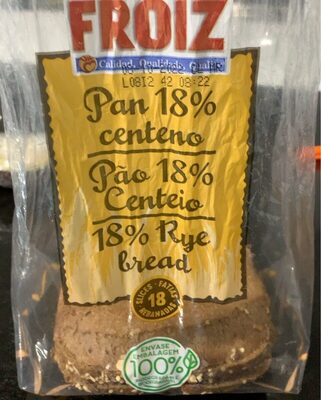 FROIZ
Calidad, Qualidade, Quality
L0812 42 08:22
Pan 18%
centeno
Pão 18%
Centeio
18% Rye
bread
SLICES - FATIAS
18
REBANADAS
ENVASE
EMBALAGEM
100%